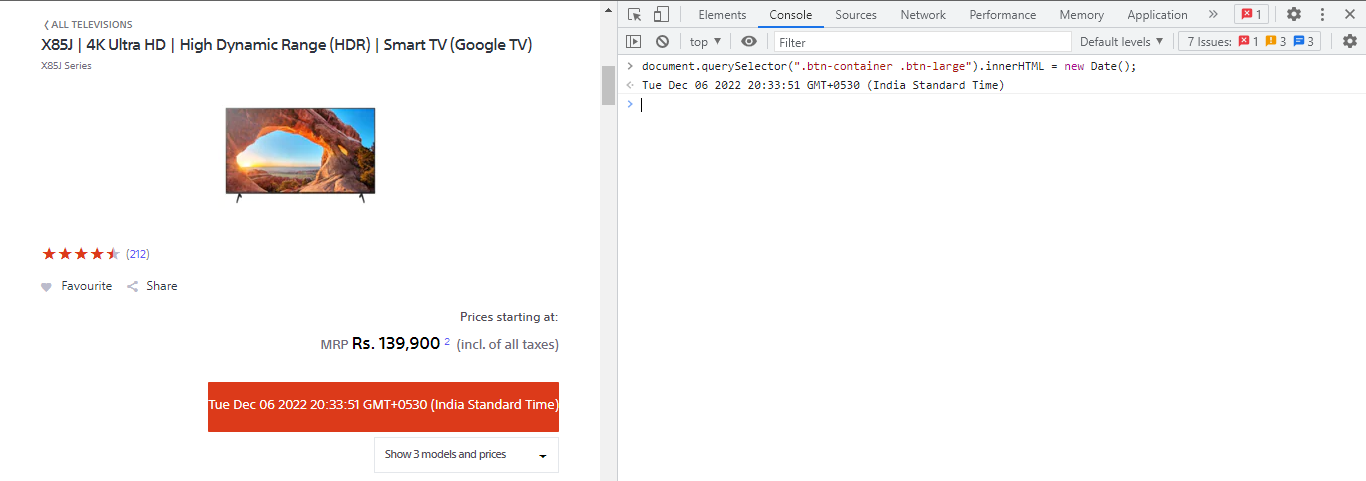 ALL TELEVISIONS
X85J | 4K Ultra HD | High Dynamic Range (HDR) | Smart TV (Google TV)
X85J Series
(212)
Favourite Share
Prices starting at:
MRP Rs. 139,900 2 (incl. of all taxes)
Tue Dec 06 2022 20:33:51 GMT+0530 (India Standard Time)
Show 3 models and prices
Elements Console Sources Network Performance Memory Application » 1
top Filter Default levels 7 Issues: 1 3 3
document.querySelector(".btn-container .btn-large").innerHTML = new Date();
Tue Dec 06 2022 20:33:51 GMT+0530 (India Standard Time)